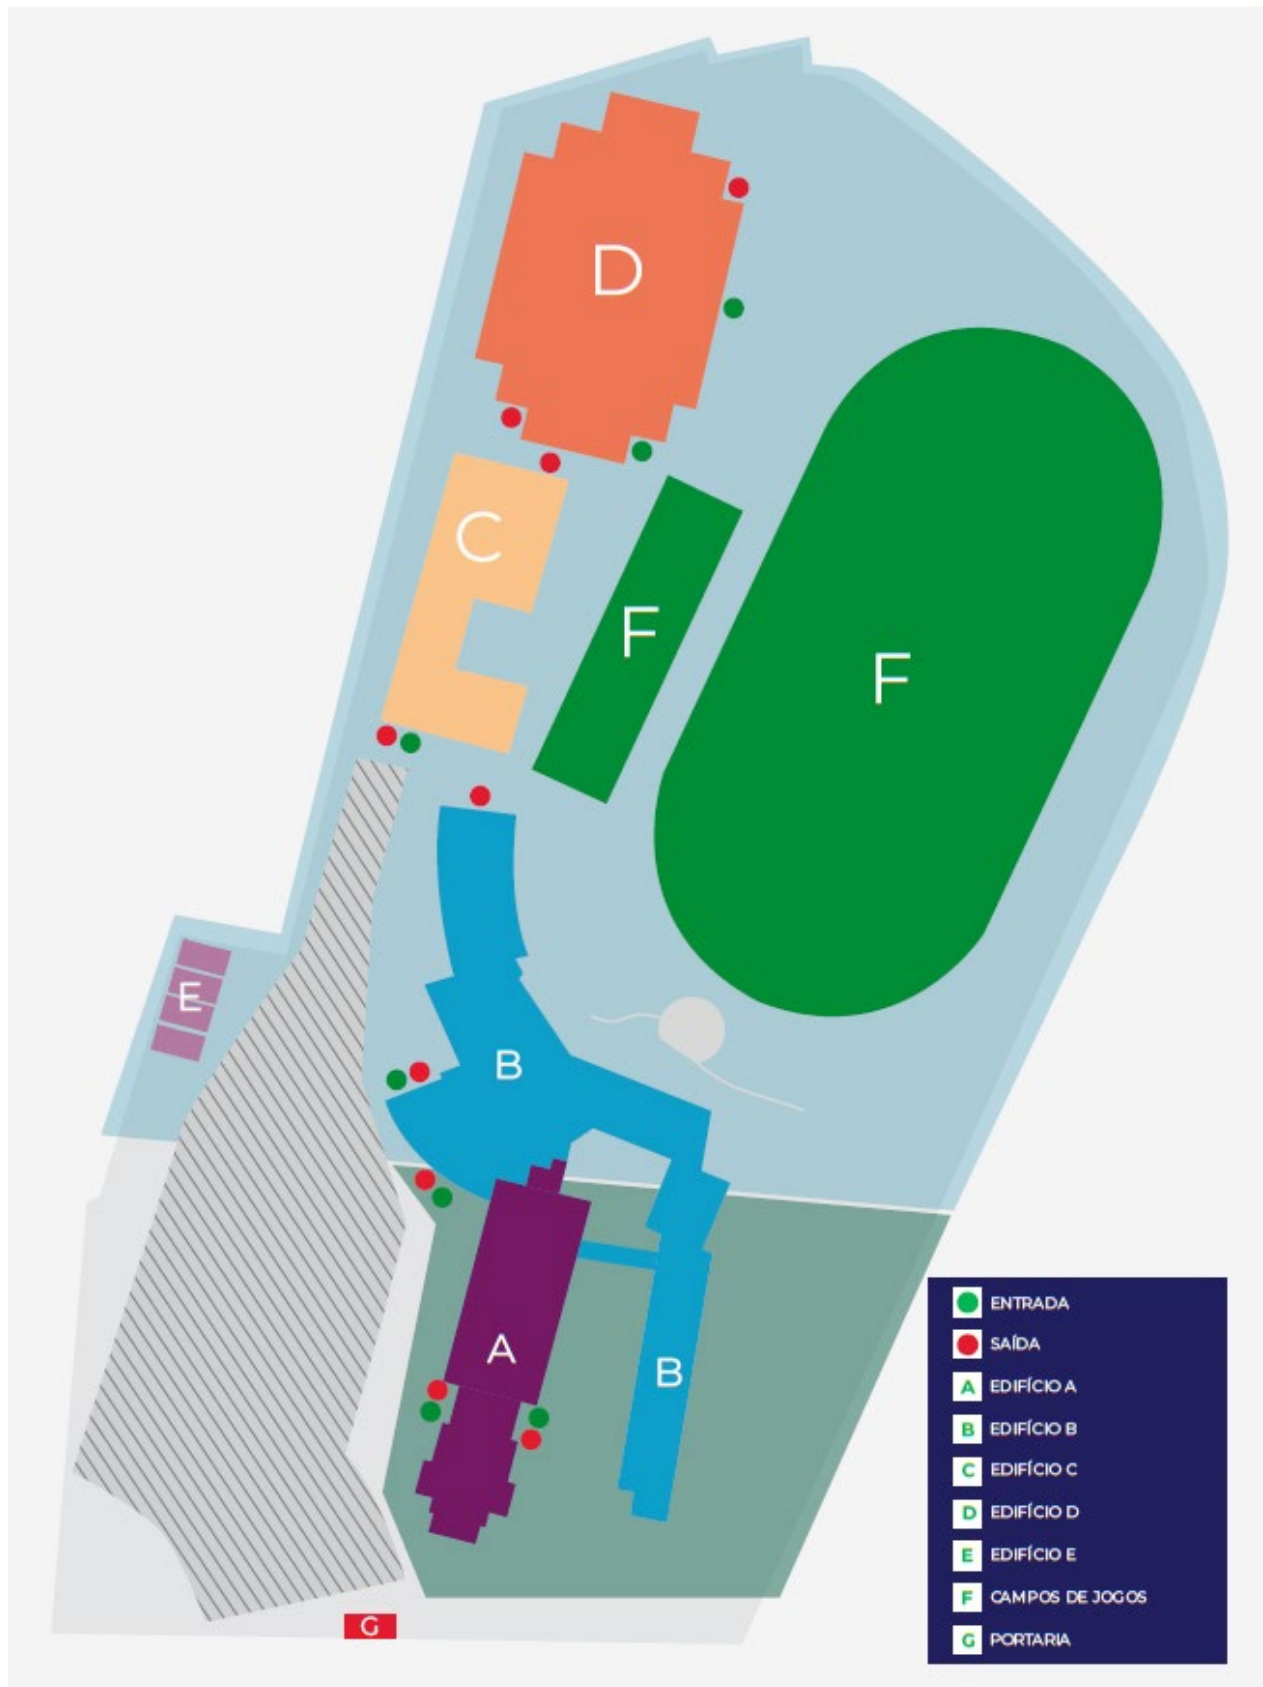 D
C
F
F
E
B
A
B
G
ENTRADA
SAÍDA
A EDIFÍCIO A
B EDIFÍCIO B
C EDIFÍCIO C
D EDIFÍCIO D
E EDIFÍCIO E
F CAMPOS DE JOGOS
G PORTARIA